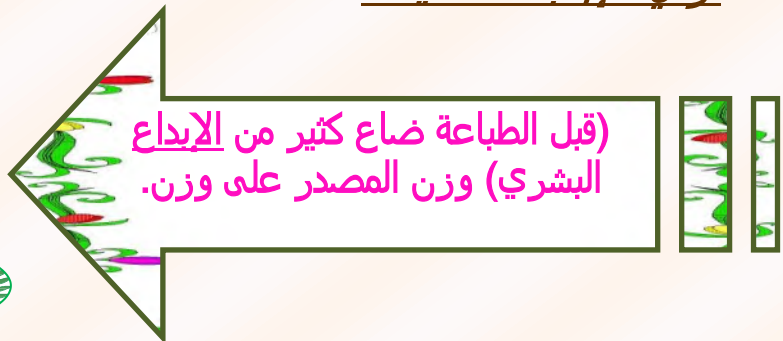 (قبل الطباعة ضاع كثير من الإبداع
البشري) وزن المصدر على وزن.